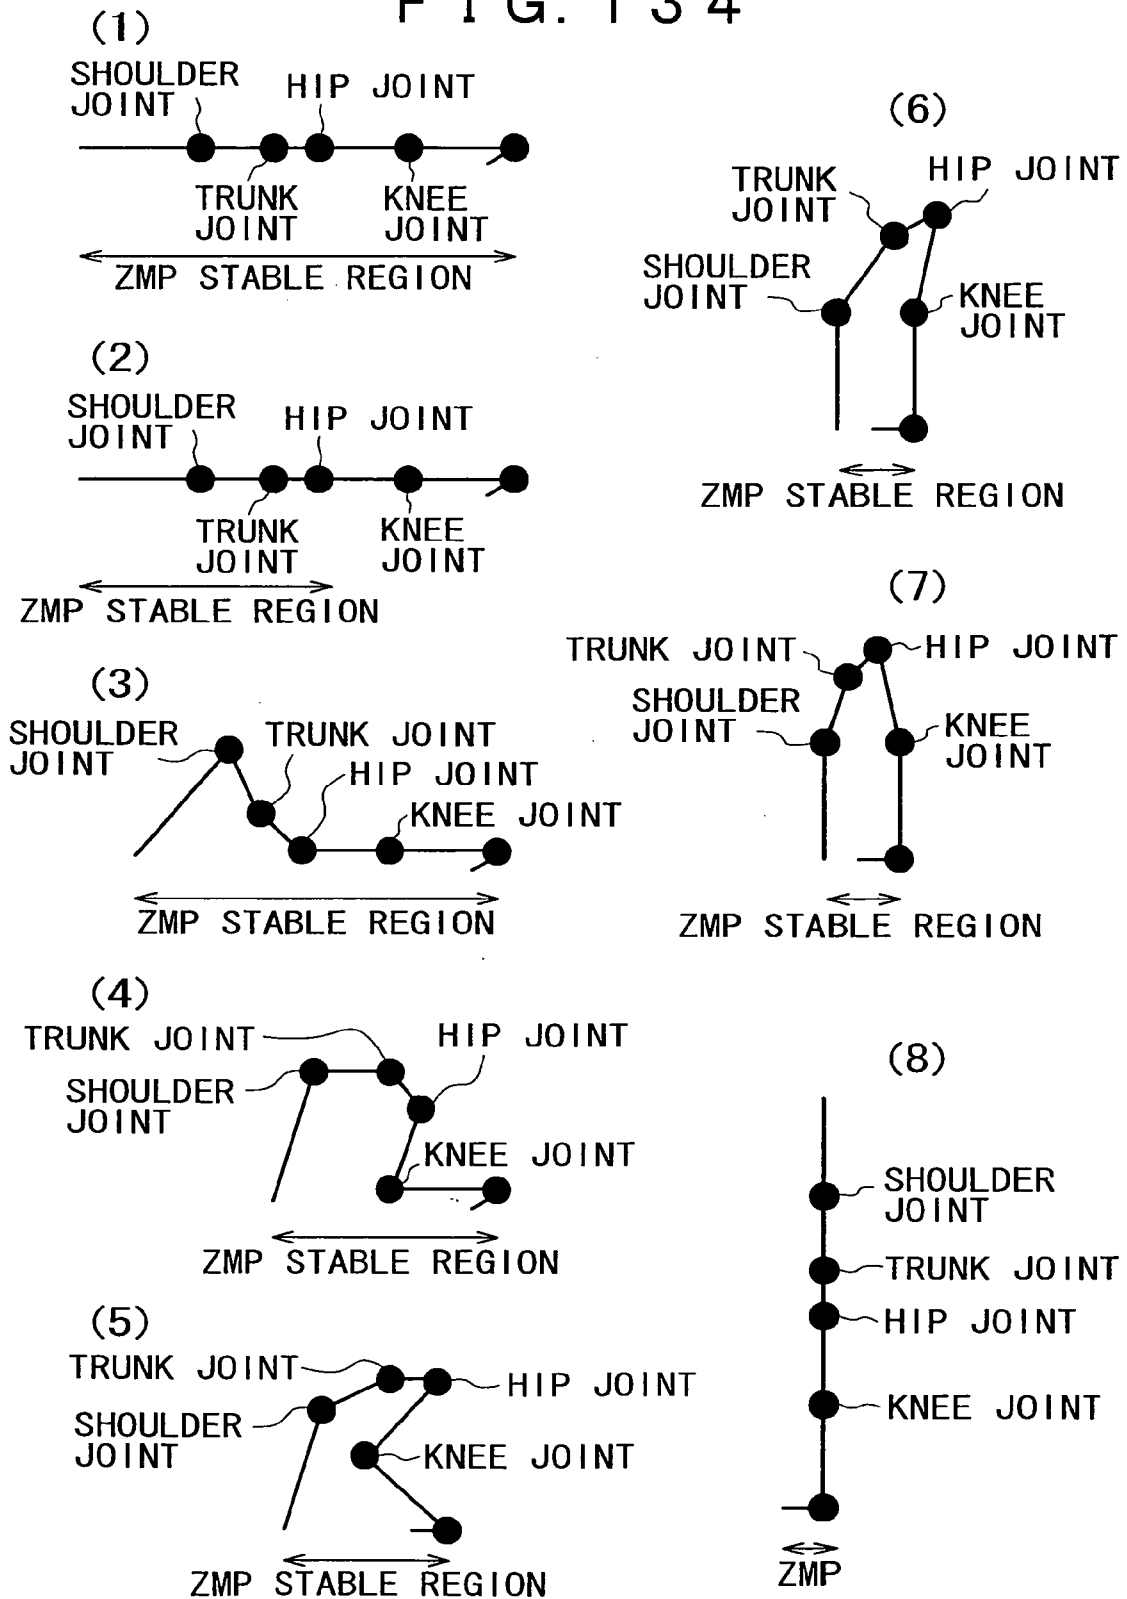 FIG. 134
(1)
SHOULDER
JOINT
HIP JOINT
TRUNK
JOINT
KNEE
JOINT
ZMP STABLE REGION
(2)
SHOULDER
JOINT
HIP JOINT
TRUNK
JOINT
KNEE
JOINT
ZMP STABLE REGION
(3)
SHOULDER
JOINT
TRUNK JOINT
HIP JOINT
KNEE JOINT
ZMP STABLE REGION
(4)
TRUNK JOINT
HIP JOINT
SHOULDER
JOINT
KNEE JOINT
ZMP STABLE REGION
(5)
TRUNK JOINT
HIP JOINT
SHOULDER
JOINT
KNEE JOINT
ZMP STABLE REGION
(6)
TRUNK
JOINT
HIP JOINT
SHOULDER
JOINT
KNEE
JOINT
ZMP STABLE REGION
(7)
TRUNK JOINT
HIP JOINT
SHOULDER
JOINT
KNEE
JOINT
ZMP STABLE REGION
(8)
SHOULDER
JOINT
TRUNK JOINT
HIP JOINT
KNEE JOINT
ZMP